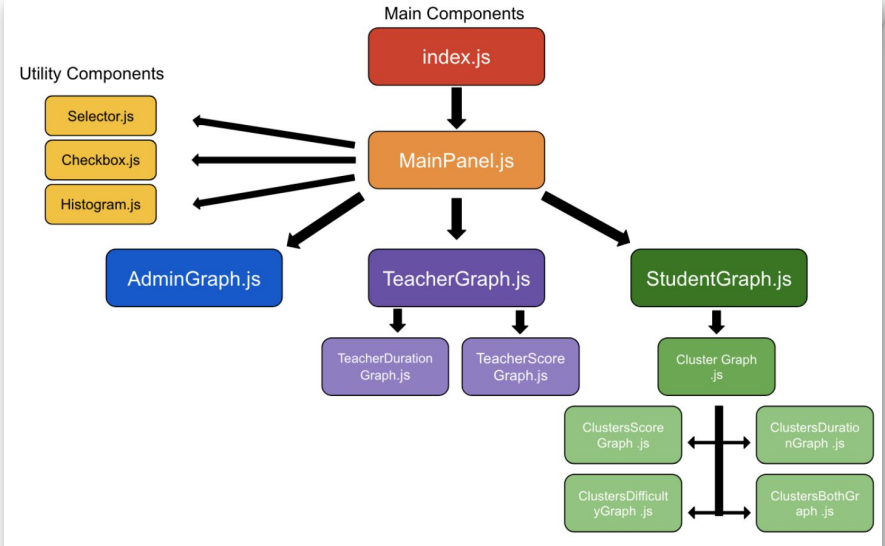 Main Components
index.js
Utility Components
Selector.js
Checkbox.js
Histogram.js
MainPanel.js
AdminGraph.js
TeacherGraph.js
StudentGraph.js
TeacherDuration
Graph.js
TeacherScore
Graph.js
Cluster Graph
.js
ClustersScore
Graph .js
ClustersDuratio
nGraph .js
ClustersDifficult
yGraph .js
ClustersBothGr
aph .js